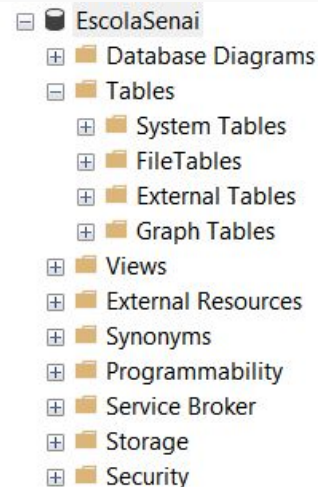 EscolaSenai
Database Diagrams
Tables
System Tables
FileTables
External Tables
Graph Tables
Views
External Resources
Synonyms
Programmability
Service Broker
Storage
Security